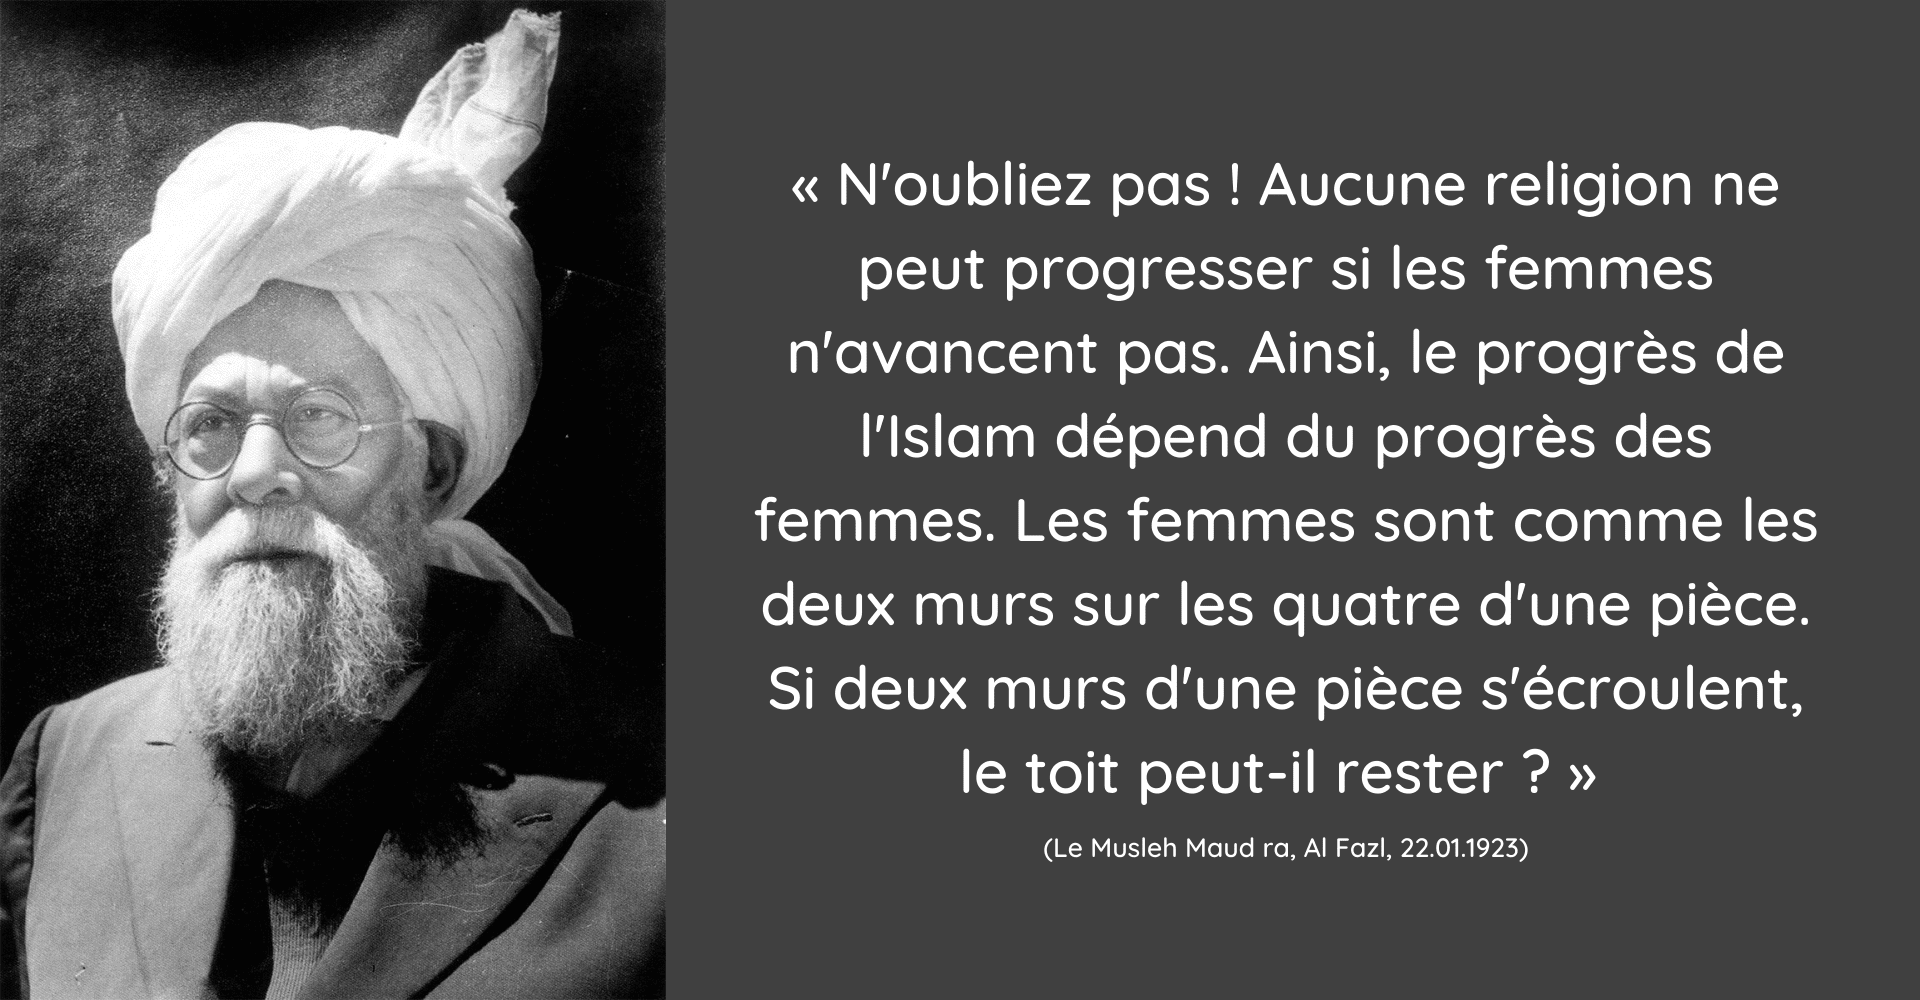 « N'oubliez pas ! Aucune religion ne
peut progresser si les femmes
n'avancent pas. Ainsi, le progrès de
l'Islam dépend du progrès des
femmes. Les femmes sont comme les
deux murs sur les quatre d'une pièce.
Si deux murs d'une pièce s'écroulent,
le toit peut-il rester ? »
(Le Musleh Maud ra, Al Fazl, 22.01.1923)